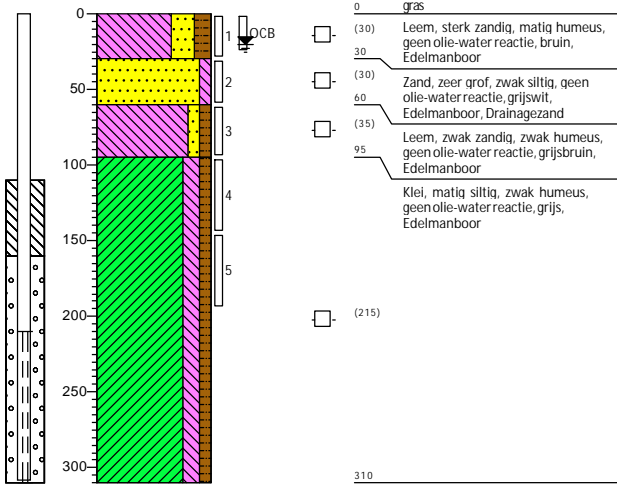 0
50
100
150
200
250
300
1
2
3
4
5
OCB
0
gras
(30)
Leem, sterk zandig, matig humeus,
geen olie-water reactie, bruin,
Edelmanboor
30
(30)
Zand, zeer grof, zwak siltig, geen
olie-water reactie, grijswit,
Edelmanboor, Drainagezand
60
(35)
Leem, zwak zandig, zwak humeus,
geen olie-water reactie, grijsbruin,
Edelmanboor
95
Klei, matig siltig, zwak humeus,
geen olie-water reactie, grijs,
Edelmanboor
(215)
310